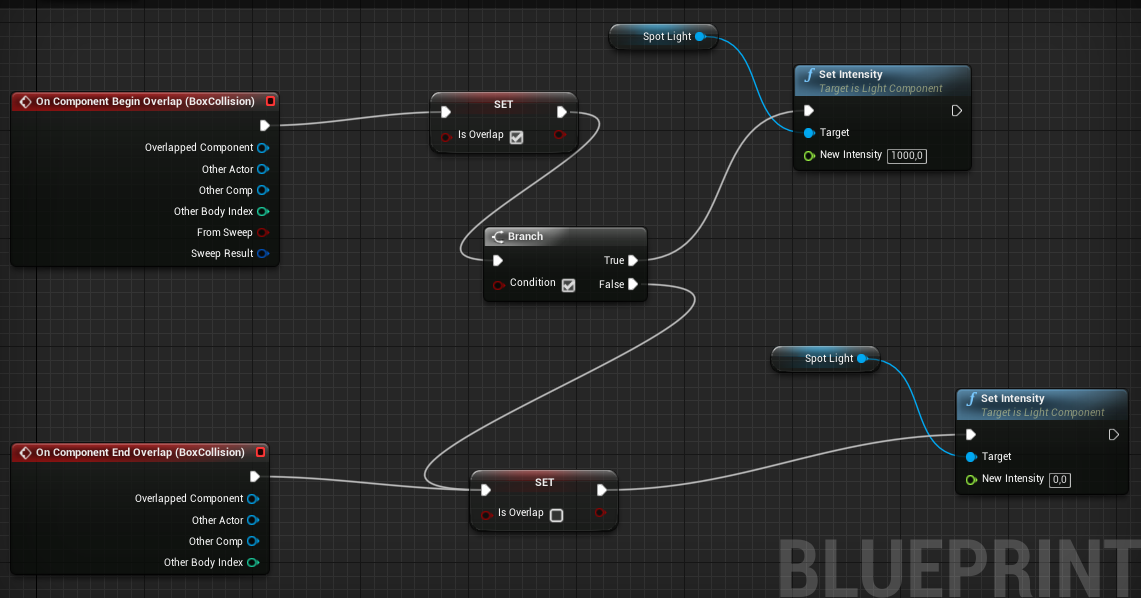 Spot Light
Set Intensity
Target is Light Component
Target
New Intensity 1000,0
On Component Begin Overlap (BoxCollision)
Overlapped Component
Other Actor
Other Comp
Other Body Index
From Sweep
Sweep Result
SET
Is Overlap
Branch
True
Condition
False
Spot Light
Set Intensity
Target is Light Component
Target
New Intensity 0,0
On Component End Overlap (BoxCollision)
Overlapped Component
Other Actor
Other Comp
Other Body Index
SET
Is Overlap
BLUEPRINT